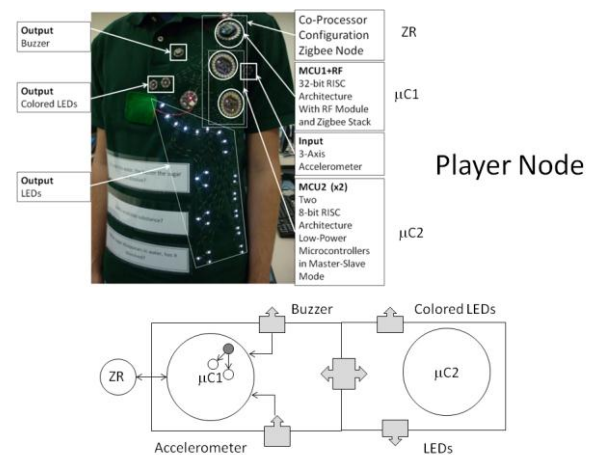 Output
Buzzer
Output
Colored LEDs
Output
LEDs
Co-Processor
Configuration
Zigbee Node
MCU1+RF
32-bit RISC
Architecture
With RF Module
and Zigbee Stack
Input
3-Axis
Accelerometer
MCU2 (x2)
Two
8-bit RISC
Architecture
Low-Power
Microcontrollers
in Master-Slave
Mode
ZR
μC1
μC2
Player Node
Buzzer
Colored LEDs
ZR
μC1
μC2
Accelerometer
LEDs